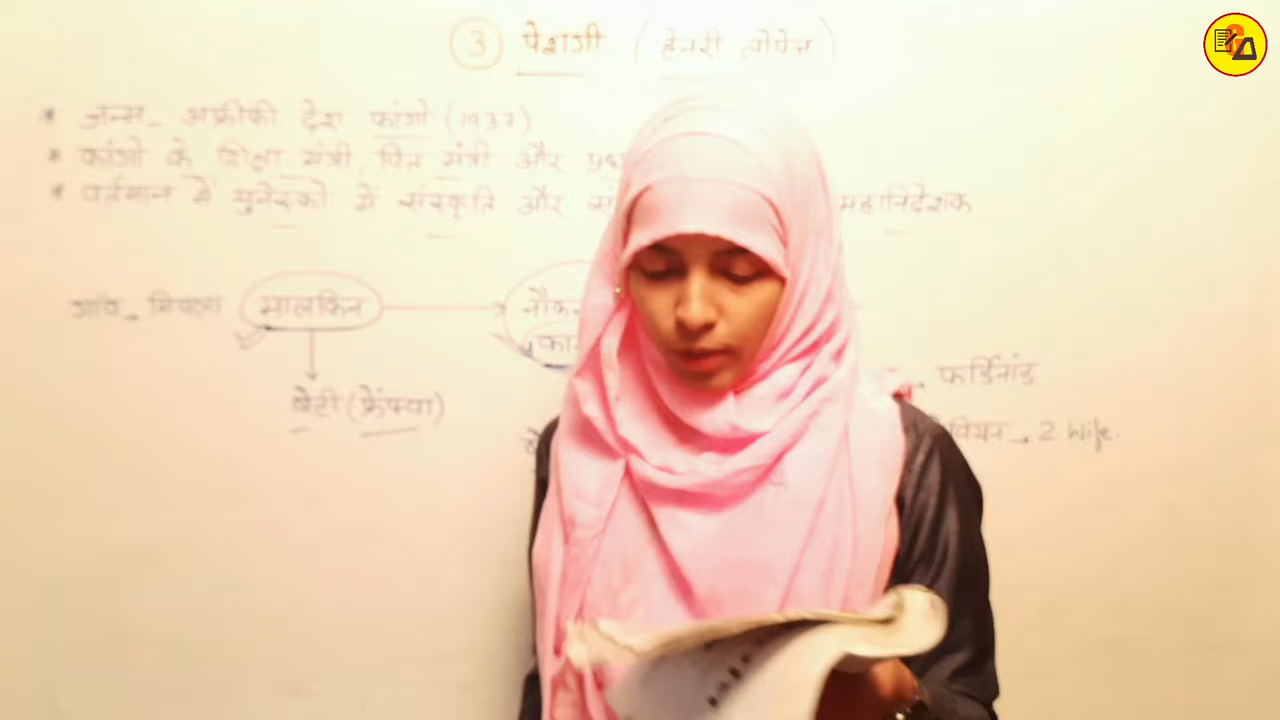 ③ पेशगी (हेनरी लोपेज)
* जन्म - अफ्रीकी देश कांगो (1937)
* कांगो के शिक्षा मंत्री, वित्त मंत्री और
* वर्तमान में युनेस्को में संस्कृति और महानिदेशक
गाँव - मालकिन
बेटी (फ्रैंक्वा)
फर्डिनांड
2 Wife.